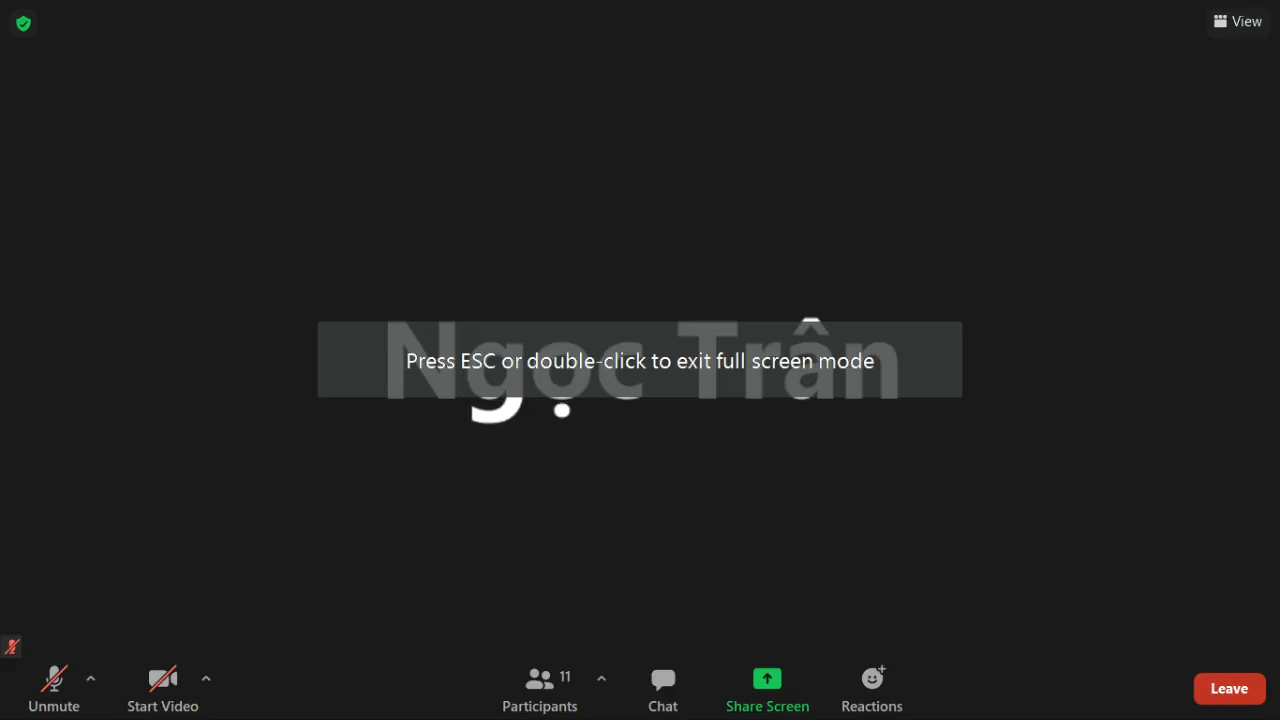 View
Ngọc Trân
Press ESC or double-click to exit full screen mode
Unmute
Start Video
11
Participants
Chat
Share Screen
Reactions
Leave